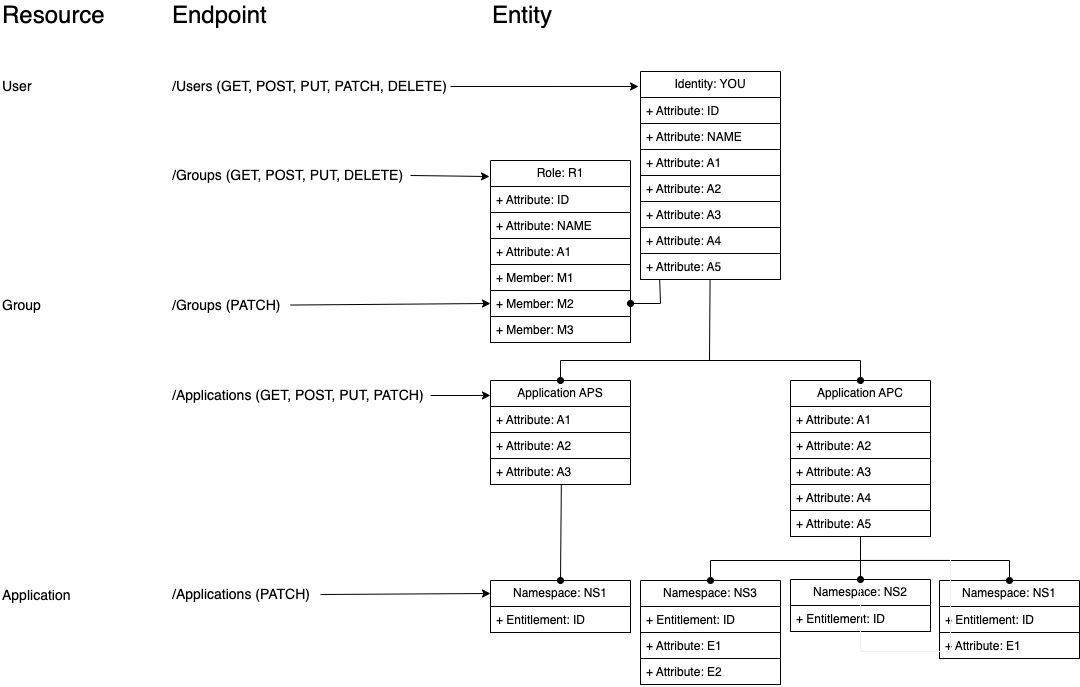 Resource Endpoint Entity
User /Users (GET, POST, PUT, PATCH, DELETE) Identity: YOU
+ Attribute: ID
+ Attribute: NAME
+ Attribute: A1
+ Attribute: A2
+ Attribute: A3
+ Attribute: A4
+ Attribute: A5
/Groups (GET, POST, PUT, DELETE) Role: R1
+ Attribute: ID
+ Attribute: NAME
+ Attribute: A1
+ Member: M1
Group /Groups (PATCH) + Member: M2
+ Member: M3
/Applications (GET, POST, PUT, PATCH) Application APS
+ Attribute: A1
+ Attribute: A2
+ Attribute: A3
Application APC
+ Attribute: A1
+ Attribute: A2
+ Attribute: A3
+ Attribute: A4
+ Attribute: A5
Application /Applications (PATCH) Namespace: NS1
+ Entitlement: ID
Namespace: NS3
+ Entitlement: ID
+ Attribute: E1
+ Attribute: E2
Namespace: NS2
+ Entitlement: ID
Namespace: NS1
+ Entitlement: ID
+ Attribute: E1